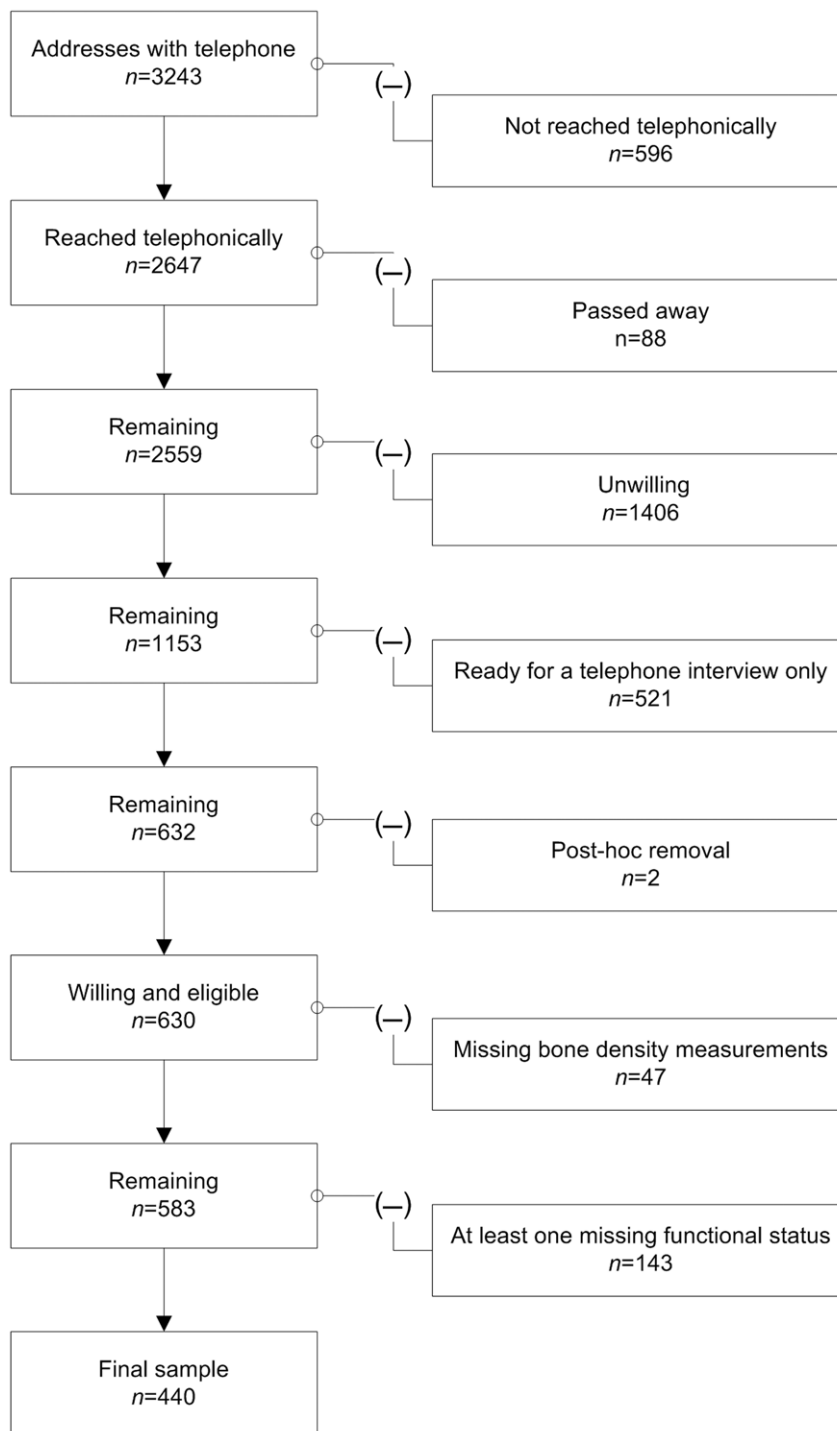 Addresses with telephone
n=3243
(–)
Not reached telephonically
n=596
Reached telephonically
n=2647
(–)
Passed away
n=88
Remaining
n=2559
(–)
Unwilling
n=1406
Remaining
n=1153
(–)
Ready for a telephone interview only
n=521
Remaining
n=632
(–)
Post-hoc removal
n=2
Willing and eligible
n=630
(–)
Missing bone density measurements
n=47
Remaining
n=583
(–)
At least one missing functional status
n=143
Final sample
n=440